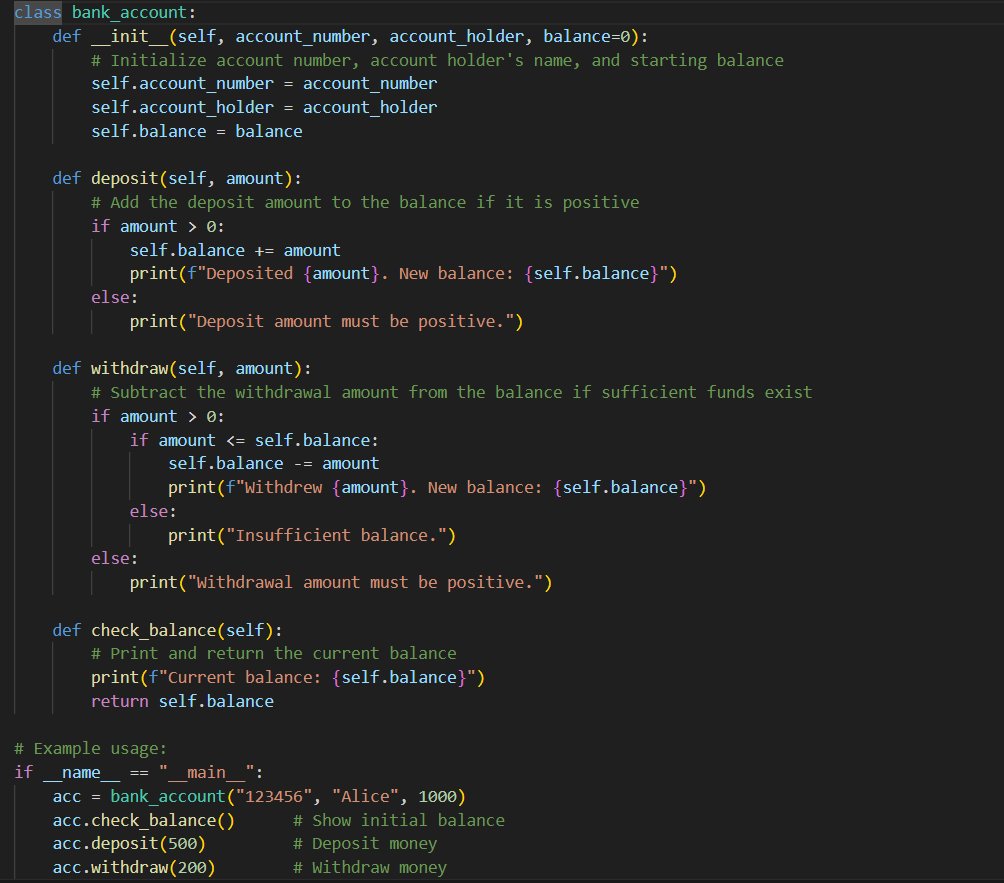 class bank_account:
    def __init__(self, account_number, account_holder, balance=0):
        # Initialize account number, account holder's name, and starting balance
        self.account_number = account_number
        self.account_holder = account_holder
        self.balance = balance

    def deposit(self, amount):
        # Add the deposit amount to the balance if it is positive
        if amount > 0:
            self.balance += amount
            print(f"Deposited {amount}. New balance: {self.balance}")
        else:
            print("Deposit amount must be positive.")

    def withdraw(self, amount):
        # Subtract the withdrawal amount from the balance if sufficient funds exist
        if amount > 0:
            if amount <= self.balance:
                self.balance -= amount
                print(f"Withdrew {amount}. New balance: {self.balance}")
            else:
                print("Insufficient balance.")
        else:
            print("Withdrawal amount must be positive.")

    def check_balance(self):
        # Print and return the current balance
        print(f"Current balance: {self.balance}")
        return self.balance

# Example usage:
if __name__ == "__main__":
    acc = bank_account("123456", "Alice", 1000)
    acc.check_balance()      # Show initial balance
    acc.deposit(500)         # Deposit money
    acc.withdraw(200)        # Withdraw money